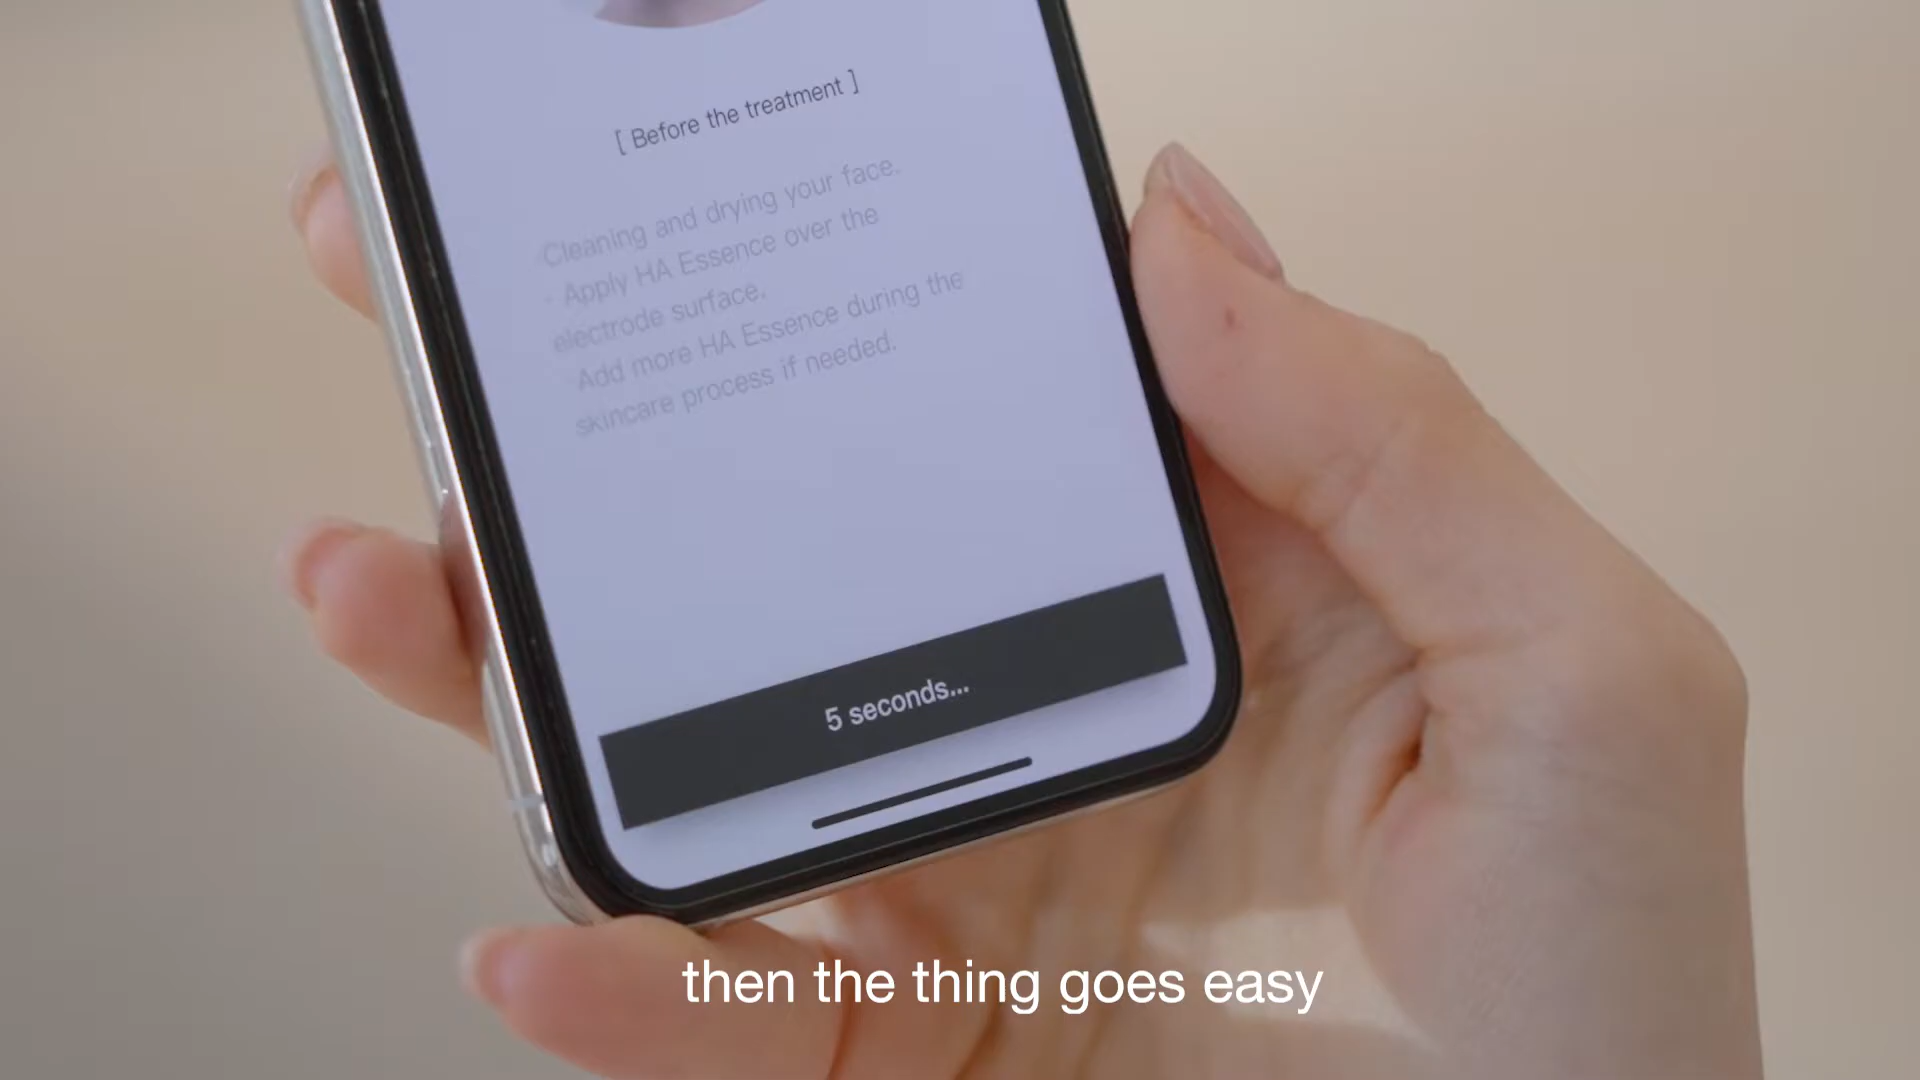 [ Before the treatment ]
Cleaning and drying your face.
- Apply HA Essence over the
electrode surface.
Add more HA Essence during the
skincare process if needed.
5 seconds...
then the thing goes easy